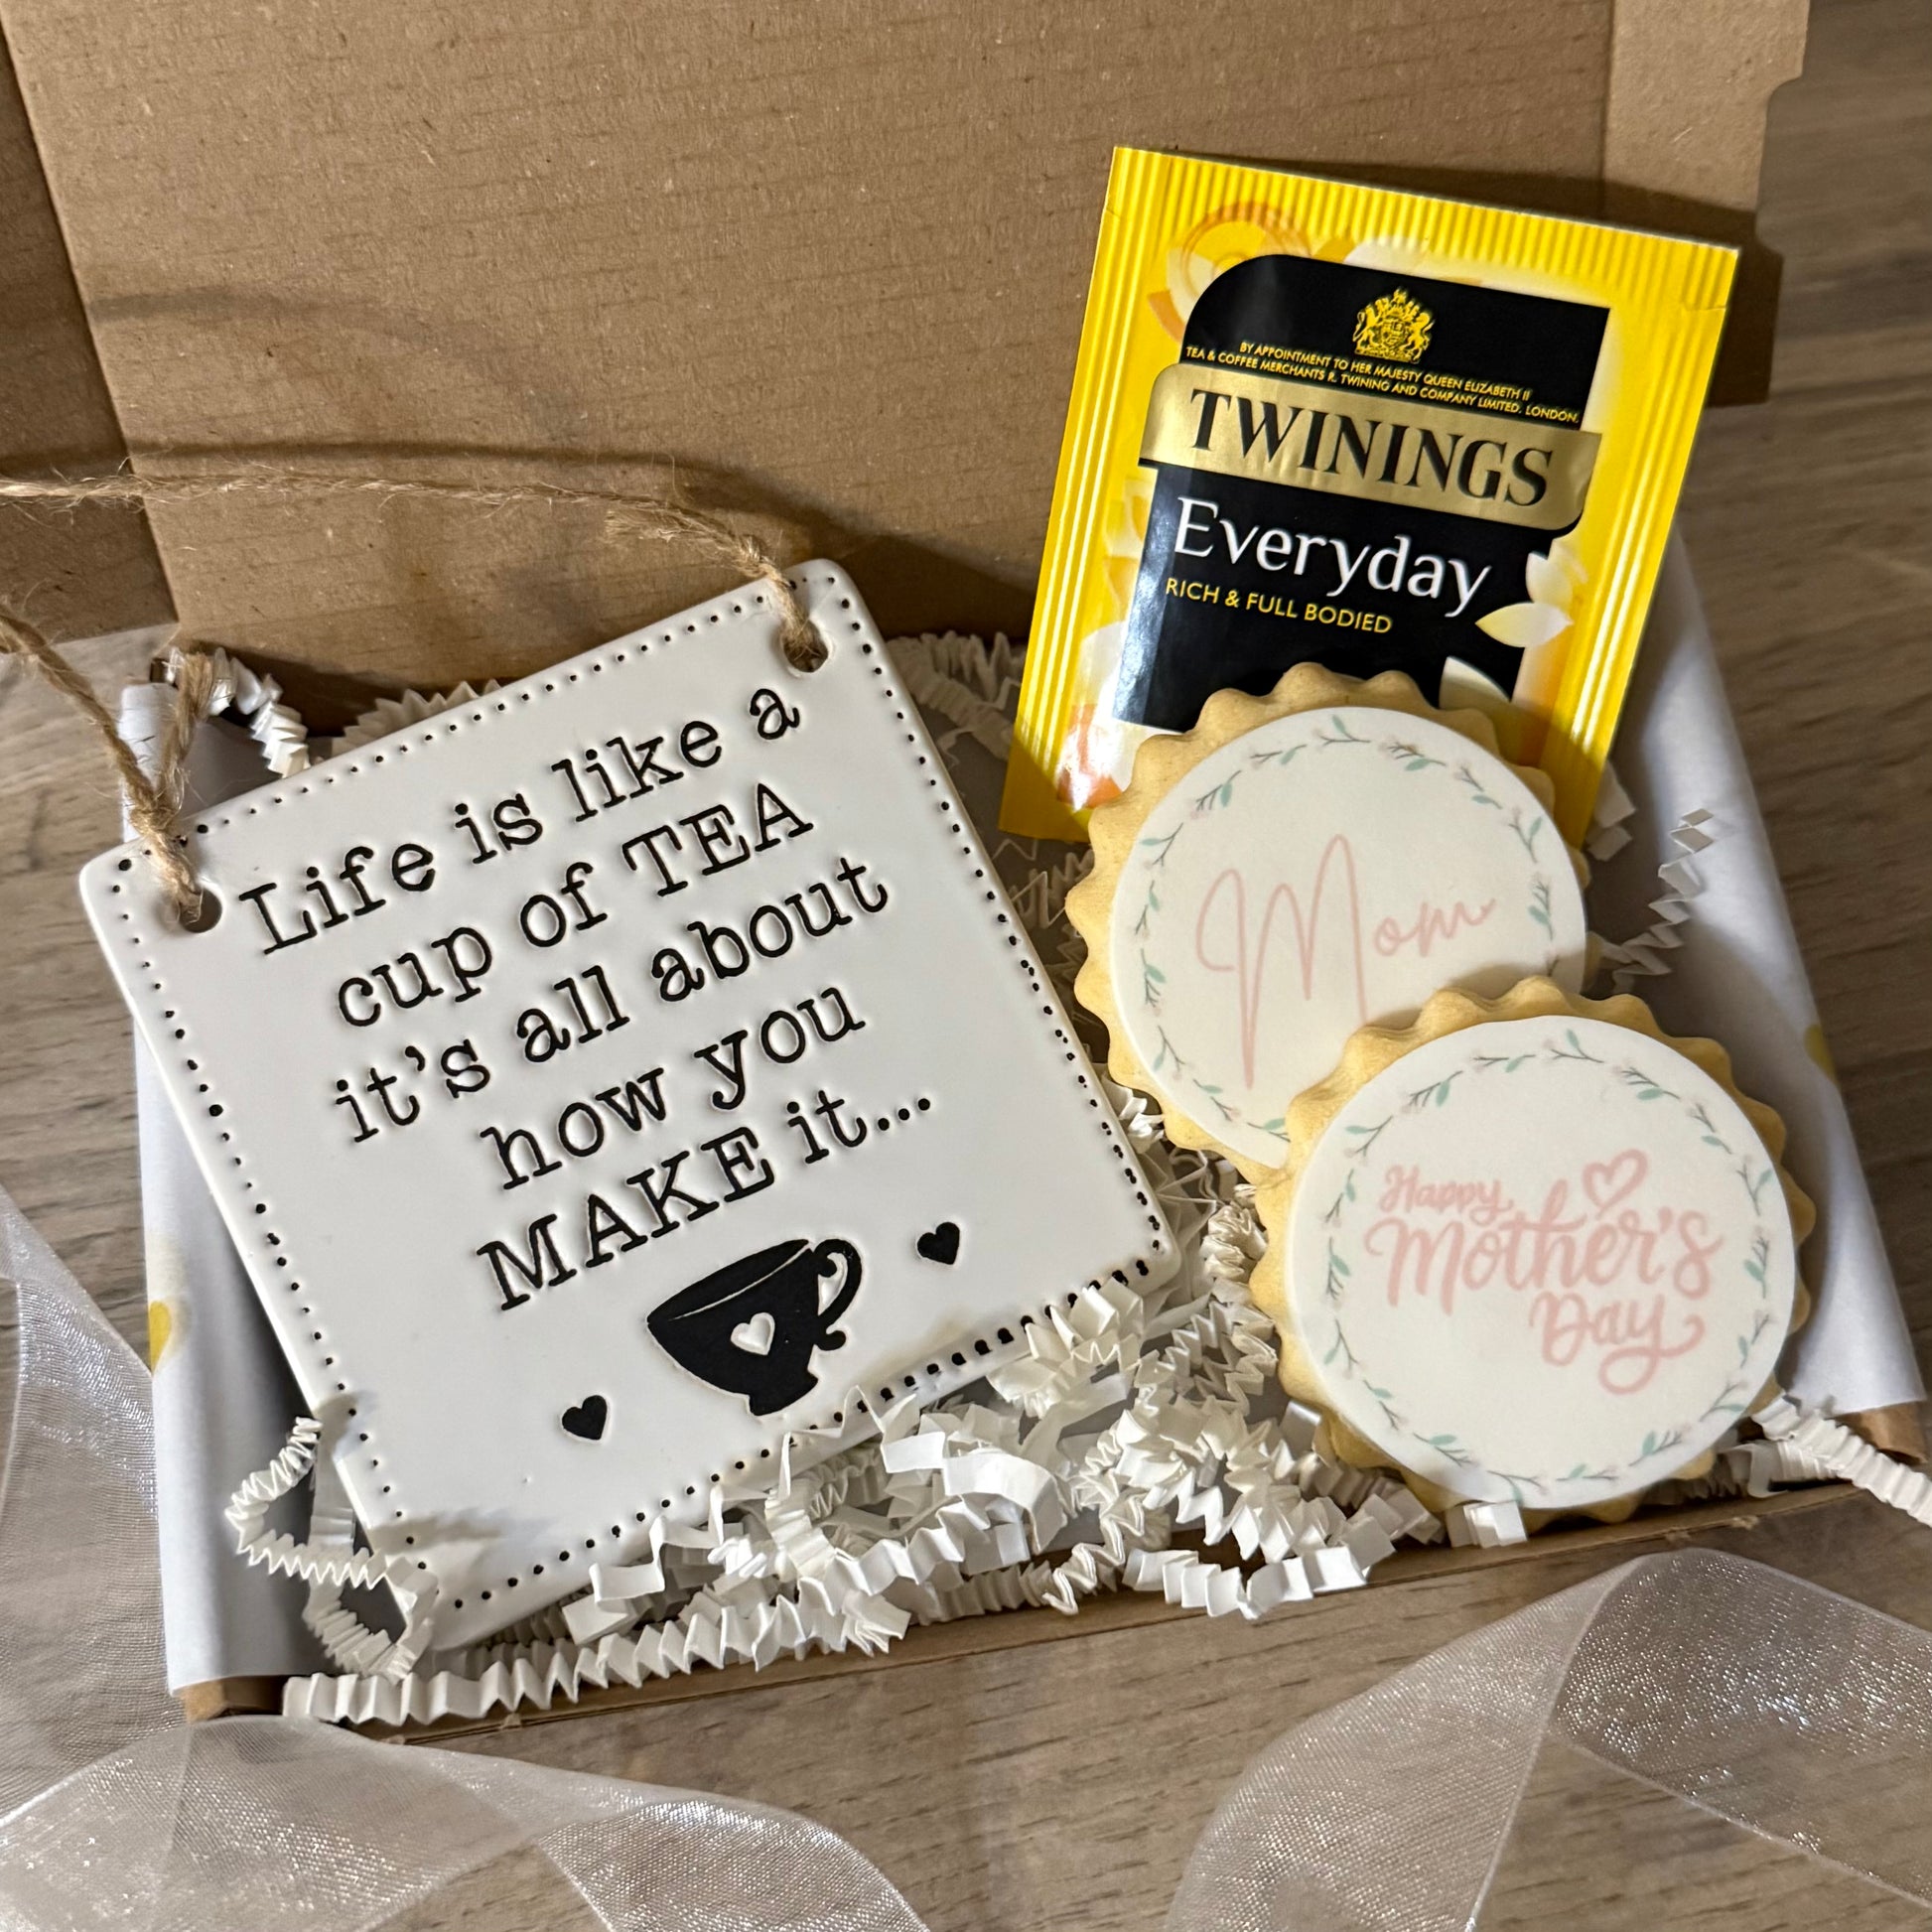 Life is like a
cup of TEA
it's all about
how you
MAKE it...
BY APPOINTMENT TO HER MAJESTY QUEEN ELIZABETH II
TEA & COFFEE MERCHANTS R. TWINING AND COMPANY LIMITED, LONDON.
TWININGS
Everyday
RICH & FULL BODIED
Mom
Happy
Mother's
Day